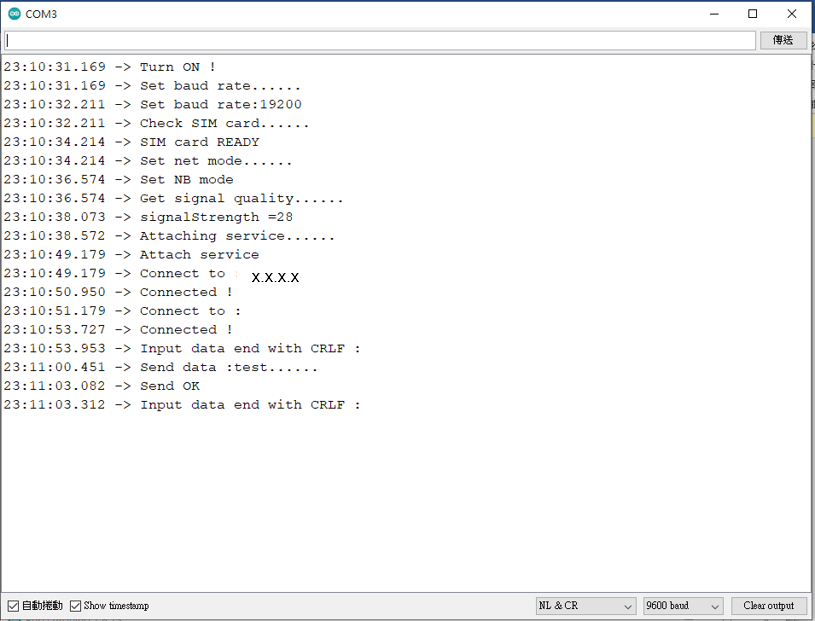 COM3
傳送
23:10:31.169 -> Turn ON !
23:10:31.169 -> Set baud rate......
23:10:32.211 -> Set baud rate:19200
23:10:32.211 -> Check SIM card......
23:10:34.214 -> SIM card READY
23:10:34.214 -> Set net mode......
23:10:36.574 -> Set NB mode
23:10:36.574 -> Get signal quality......
23:10:38.073 -> signalStrength =28
23:10:38.572 -> Attaching service......
23:10:49.179 -> Attach service
23:10:49.179 -> Connect to X.X.X.X
23:10:50.950 -> Connected !
23:10:51.179 -> Connect to :
23:10:53.727 -> Connected !
23:10:53.953 -> Input data end with CRLF :
23:11:00.451 -> Send data :test......
23:11:03.082 -> Send OK
23:11:03.312 -> Input data end with CRLF :
自動捲動 Show timestamp NL & CR 9600 baud Clear output